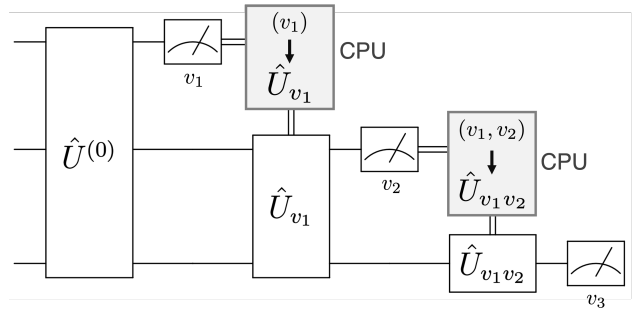 (v₁)
Û_{v₁}
CPU
v₁
Û⁽⁰⁾
(v₁, v₂)
Û_{v₁v₂}
CPU
v₂
Û_{v₁}
Û_{v₁v₂}
v₃